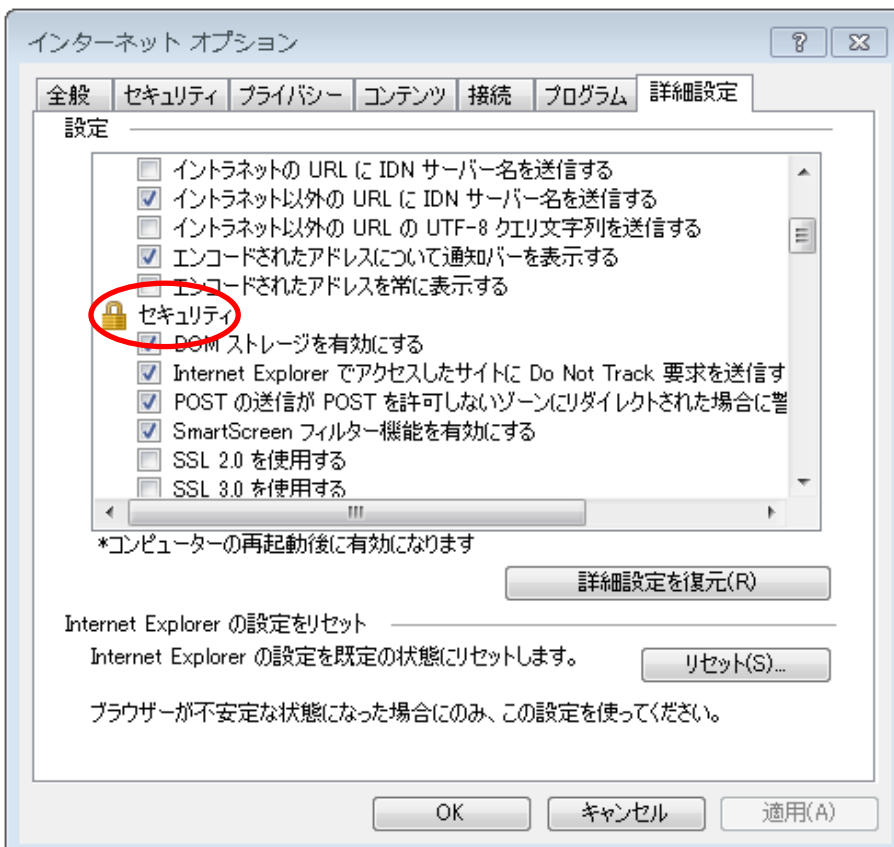 インターネット オプション
全般 セキュリティ プライバシー コンテンツ 接続 プログラム 詳細設定
設定
イントラネットの URL に IDN サーバー名を送信する
イントラネット以外の URL に IDN サーバー名を送信する
イントラネット以外の URL の UTF-8 クエリ文字列を送信する
エンコードされたアドレスについて通知バーを表示する
エンコードされたアドレスを常に表示する
セキュリティ
DOM ストレージを有効にする
Internet Explorer でアクセスしたサイトに Do Not Track 要求を送信す
POST の送信が POST を許可しないゾーンにリダイレクトされた場合に警
SmartScreen フィルター機能を有効にする
SSL 2.0 を使用する
SSL 3.0 を使用する
*コンピューターの再起動後に有効になります
詳細設定を復元(R)
Internet Explorer の設定をリセット
Internet Explorer の設定を既定の状態にリセットします。
リセット(S)...
ブラウザーが不安定な状態になった場合にのみ、この設定を使ってください。
OK キャンセル 適用(A)